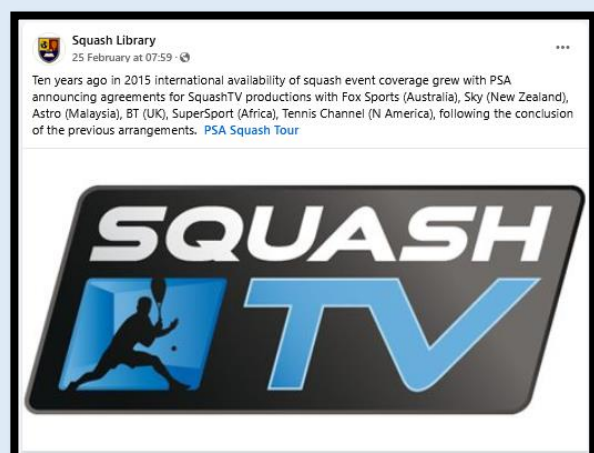 Squash Library
25 February at 07:59 ·
Ten years ago in 2015 international availability of squash event coverage grew with PSA
announcing agreements for SquashTV productions with Fox Sports (Australia), Sky (New Zealand),
Astro (Malaysia), BT (UK), SuperSport (Africa), Tennis Channel (N America), following the conclusion
of the previous arrangements. PSA Squash Tour
SQUASH
TV